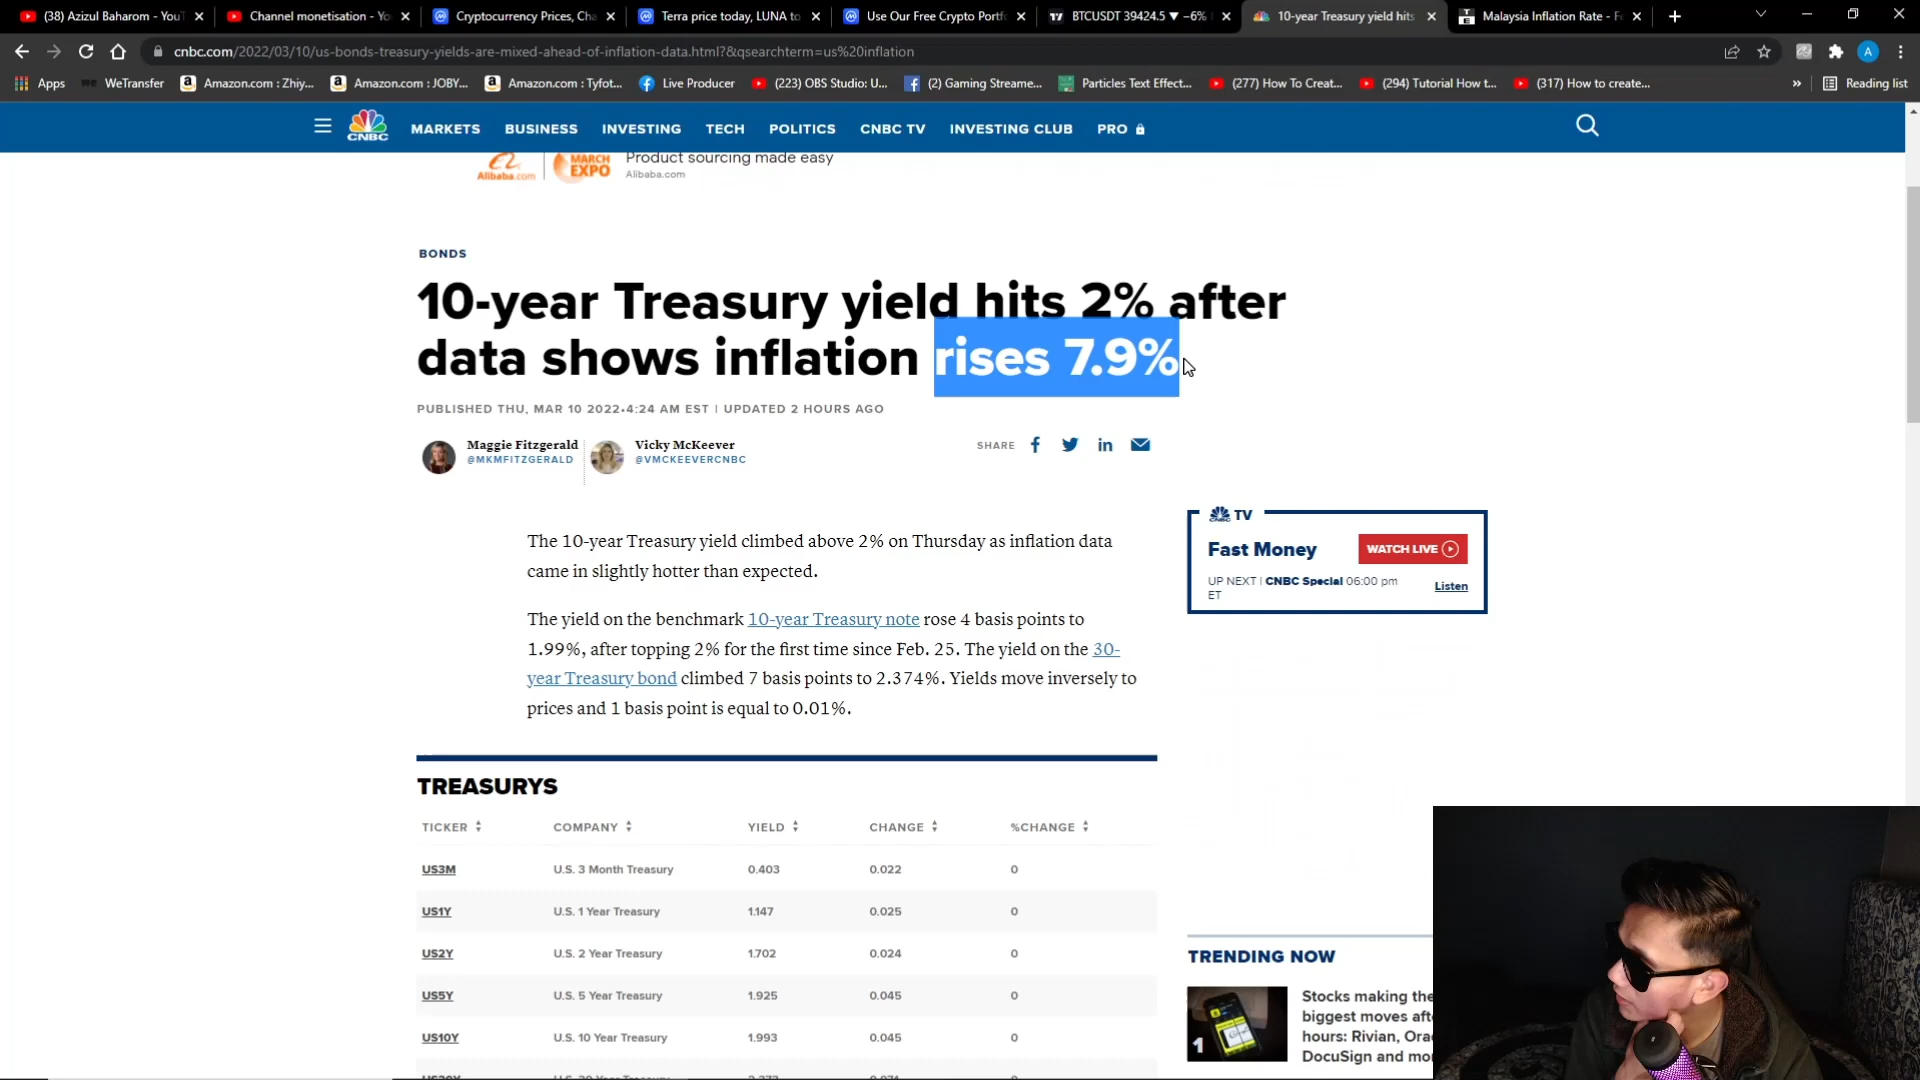 (38) Azizul Baharom - YouT
Channel monetisation - Yo
Cryptocurrency Prices, Cha
Terra price today, LUNA to
Use Our Free Crypto Portfo
BTCUSDT 39424.5 ▼ −6%
10-year Treasury yield hits
Malaysia Inflation Rate - F
cnbc.com/2022/03/10/us-bonds-treasury-yields-are-mixed-ahead-of-inflation-data.html?&qsearchterm=us%20inflation
A
Apps
WeTransfer
Amazon.com : Zhiy...
Amazon.com : JOBY...
Amazon.com : Tyfot...
Live Producer
(223) OBS Studio: U...
(2) Gaming Streame...
Particles Text Effect...
(277) How To Create...
(294) Tutorial How t...
(317) How to create...
»
Reading list
CNBC
MARKETS BUSINESS INVESTING TECH POLITICS CNBC TV INVESTING CLUB PRO
Alibaba.com
MARCH EXPO
Product sourcing made easy
Alibaba.com
BONDS
10-year Treasury yield hits 2% after
data shows inflation rises 7.9%
PUBLISHED THU, MAR 10 2022•4:24 AM EST | UPDATED 2 HOURS AGO
Maggie Fitzgerald
@MKMFITZGERALD
Vicky McKeever
@VMCKEEVERCNBC
SHARE
The 10-year Treasury yield climbed above 2% on Thursday as inflation data
came in slightly hotter than expected.
The yield on the benchmark 10-year Treasury note rose 4 basis points to
1.99%, after topping 2% for the first time since Feb. 25. The yield on the 30-
year Treasury bond climbed 7 basis points to 2.374%. Yields move inversely to
prices and 1 basis point is equal to 0.01%.
CNBC TV
Fast Money
WATCH LIVE
UP NEXT | CNBC Special 06:00 pm
ET
Listen
TREASURYS
TICKER COMPANY YIELD CHANGE %CHANGE
US3M U.S. 3 Month Treasury 0.403 0.022 0
US1Y U.S. 1 Year Treasury 1.147 0.025 0
US2Y U.S. 2 Year Treasury 1.702 0.024 0
US5Y U.S. 5 Year Treasury 1.925 0.045 0
US10Y U.S. 10 Year Treasury 1.993 0.045 0
TRENDING NOW
1
Stocks making the
biggest moves aft
hours: Rivian, Ora
DocuSign and mo